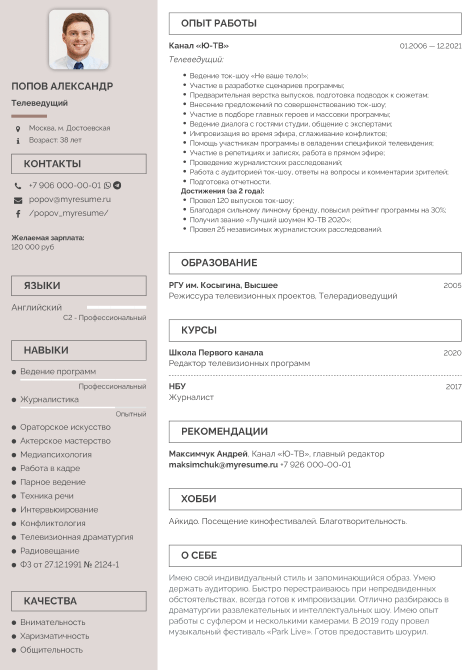 ПОПОВ АЛЕКСАНДР
Телеведущий
Москва, м. Достоевская
Возраст: 38 лет
КОНТАКТЫ
+7 906 000-00-01
popov@myresume.ru
/popov_myresume/
Желаемая зарплата:
120 000 руб
ЯЗЫКИ
Английский
C2 - Профессиональный
НАВЫКИ
Ведение программ
Профессиональный
Журналистика
Опытный
Ораторское искусство
Актерское мастерство
Медиапсихология
Работа в кадре
Парное ведение
Техника речи
Интервьюирование
Конфликтология
Телевизионная драматургия
Радиовещание
ФЗ от 27.12.1991 № 2124-1
КАЧЕСТВА
Внимательность
Харизматичность
Общительность
ОПЫТ РАБОТЫ
Канал «Ю-ТВ» 01.2006 — 12.2021
Телеведущий:
Ведение ток-шоу «Не ваше тело!»;
Участие в разработке сценариев программы;
Предварительная верстка выпусков, подготовка подводок к сюжетам;
Внесение предложений по совершенствованию ток-шоу;
Участие в подборе главных героев и массовки программы;
Ведение диалога с гостями студии, общение с экспертами;
Импровизация во время эфира, сглаживание конфликтов;
Помощь участникам программы в овладении спецификой телевидения;
Участие в репетициях и записях, работа в прямом эфире;
Проведение журналистских расследований;
Работа с аудиторией ток-шоу, ответы на вопросы и комментарии зрителей;
Подготовка отчетности.
Достижения (за 2 года):
Провел 120 выпусков ток-шоу;
Благодаря сильному личному бренду, повысил рейтинг программы на 30%;
Получил звание «Лучший шоумен Ю-ТВ 2020»;
Провел 25 независимых журналистских расследований.
ОБРАЗОВАНИЕ
РГУ им. Косыгина, Высшее 2005
Режиссура телевизионных проектов, Телерадиоведущий
КУРСЫ
Школа Первого канала 2020
Редактор телевизионных программ
НБУ 2017
Журналист
РЕКОМЕНДАЦИИ
Максимчук Андрей, Канал «Ю-ТВ», главный редактор
maksimchuk@myresume.ru +7 926 000-00-01
ХОББИ
Айкидо. Посещение кинофестивалей. Благотворительность.
О СЕБЕ
Имею свой индивидуальный стиль и запоминающийся образ. Умею
держать аудиторию. Быстро перестраиваюсь при непредвиденных
обстоятельствах, всегда готов к импровизации. Отлично разбираюсь в
драматургии развлекательных и интеллектуальных шоу. Имею опыт
работы с суфлером и несколькими камерами. В 2019 году провел
музыкальный фестиваль «Park Live». Готов предоставить шоурил.